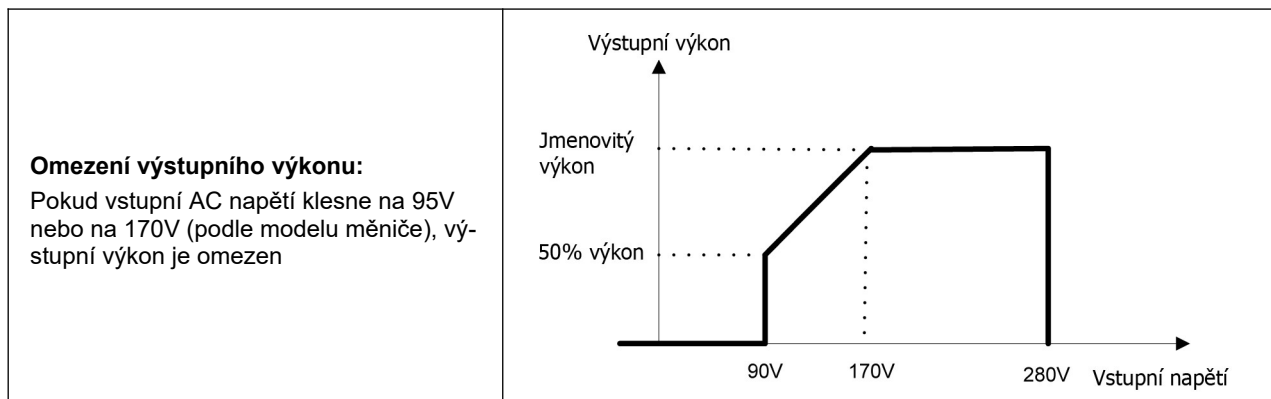 Omezení výstupního výkonu:
Pokud vstupní AC napětí klesne na 95V
nebo na 170V (podle modelu měniče), vý-
stupní výkon je omezen
Výstupní výkon
Jmenovitý
výkon
50% výkon
90V
170V
280V
Vstupní napětí